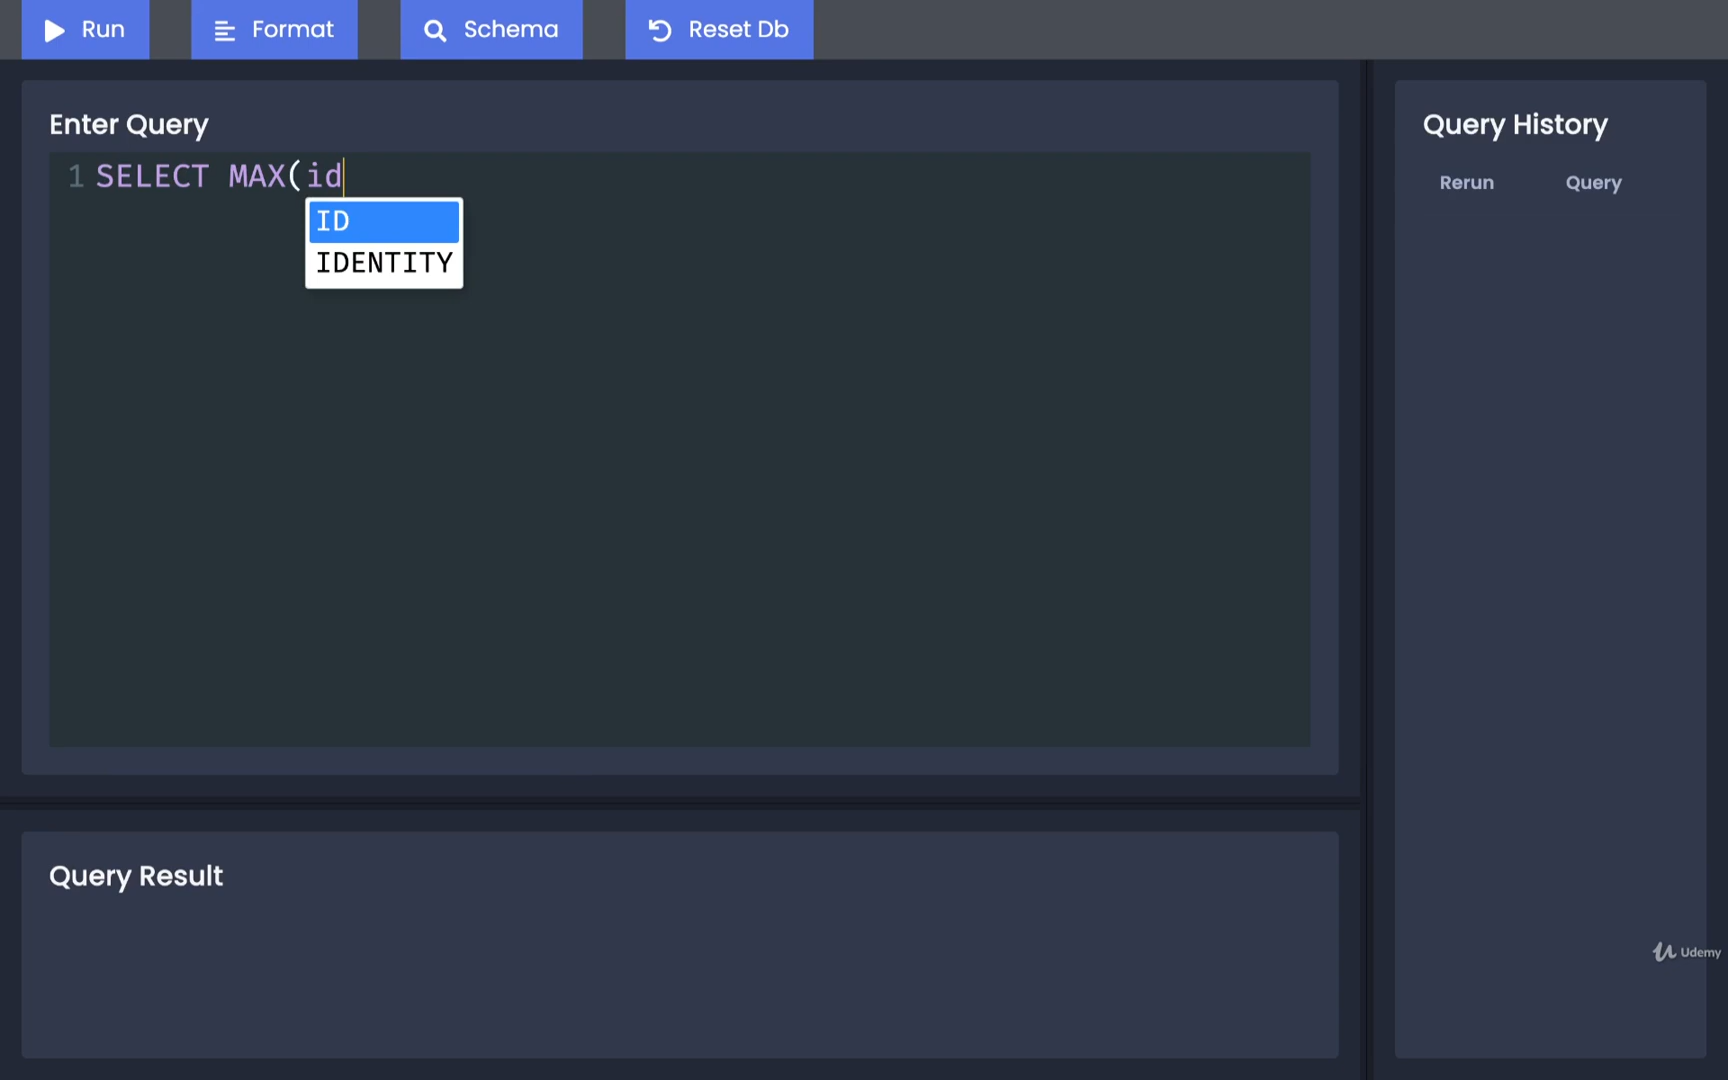 Run
Format
Schema
Reset Db
Enter Query
1 SELECT MAX(id
ID
IDENTITY
Query History
Rerun Query
Query Result
Udemy